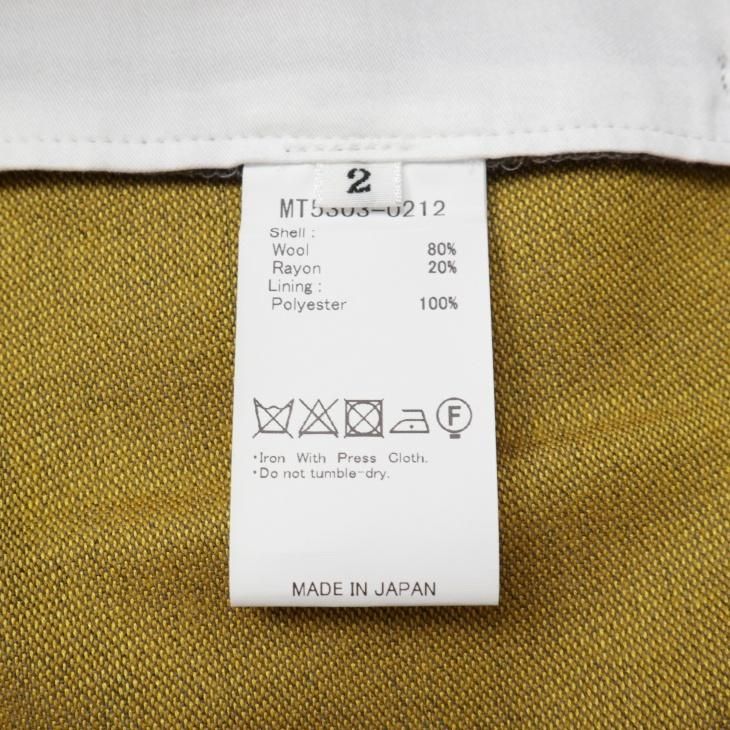 2
MT5303-0212
Shell :
Wool 80%
Rayon 20%
Lining :
Polyester 100%
F
·Iron With Press Cloth.
·Do not tumble-dry.
MADE IN JAPAN